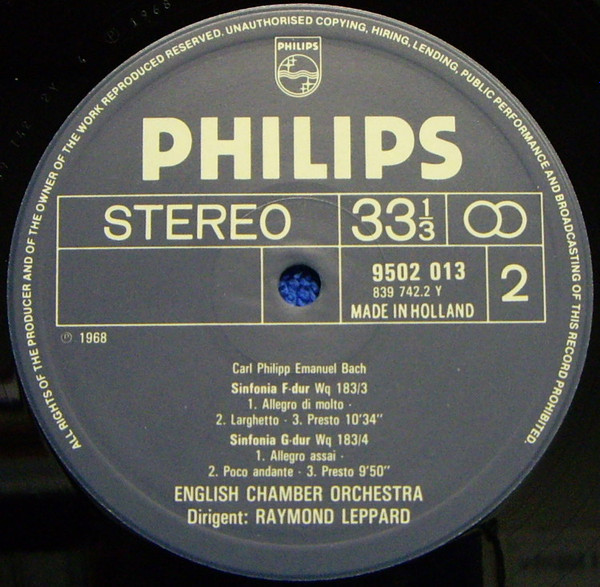 ALL RIGHTS OF THE PRODUCER AND OF THE OWNER OF THE WORK REPRODUCED RESERVED. UNAUTHORISED COPYING, HIRING, LENDING, PUBLIC PERFORMANCE AND BROADCASTING OF THIS RECORD PROHIBITED.
PHILIPS
PHILIPS
STEREO 33⅓
9502 013
839 742.2 Y
MADE IN HOLLAND
2
℗ 1968
Carl Philipp Emanuel Bach
Sinfonia F-dur Wq 183/3
1. Allegro di molto ·
2. Larghetto · 3. Presto 10'34"
Sinfonia G-dur Wq 183/4
1. Allegro assai ·
2. Poco andante · 3. Presto 9'50"
ENGLISH CHAMBER ORCHESTRA
Dirigent: RAYMOND LEPPARD
℗ 1968